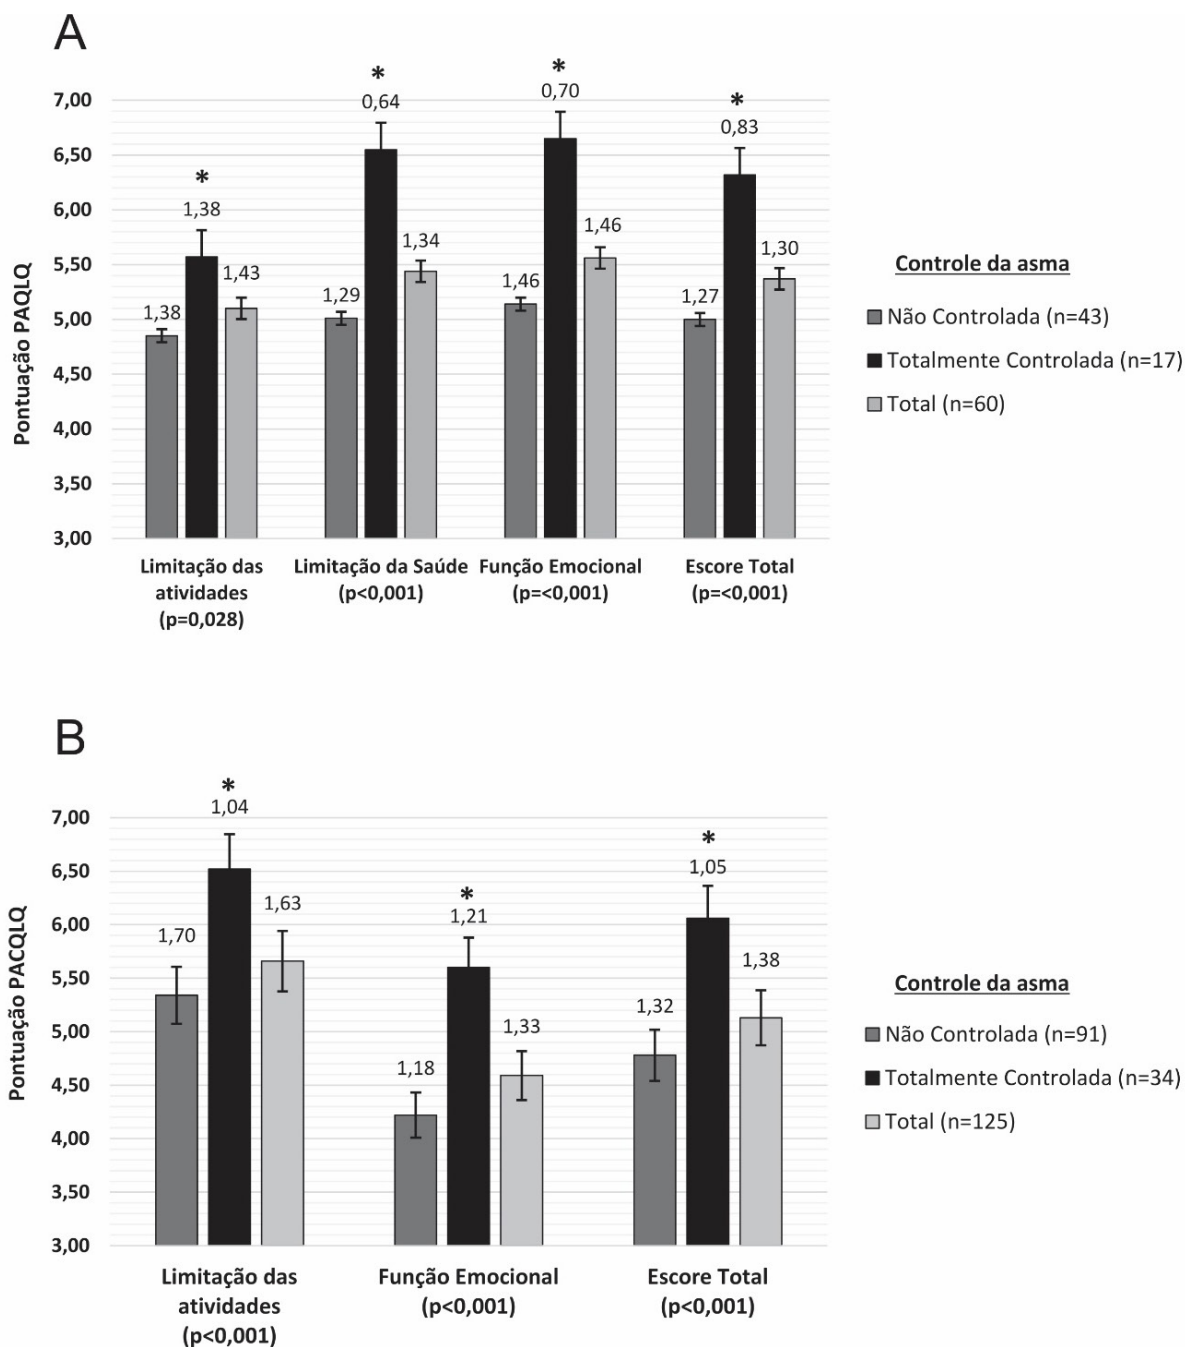 A
*
*
*
*
0,64
0,70
0,83
1,38
1,38
1,43
1,29
1,34
1,46
1,46
1,27
1,30
7,00
6,50
6,00
5,50
5,00
4,50
4,00
3,50
3,00
Pontuação PAQLQ
Limitação das
atividades
(p=0,028)
Limitação da Saúde
(p<0,001)
Função Emocional
(p=<0,001)
Escore Total
(p=<0,001)
Controle da asma
Não Controlada (n=43)
Totalmente Controlada (n=17)
Total (n=60)
B
*
*
*
1,70
1,04
1,63
1,18
1,21
1,33
1,32
1,05
1,38
7,00
6,50
6,00
5,50
5,00
4,50
4,00
3,50
3,00
Pontuação PACQLQ
Limitação das
atividades
(p<0,001)
Função Emocional
(p<0,001)
Escore Total
(p<0,001)
Controle da asma
Não Controlada (n=91)
Totalmente Controlada (n=34)
Total (n=125)